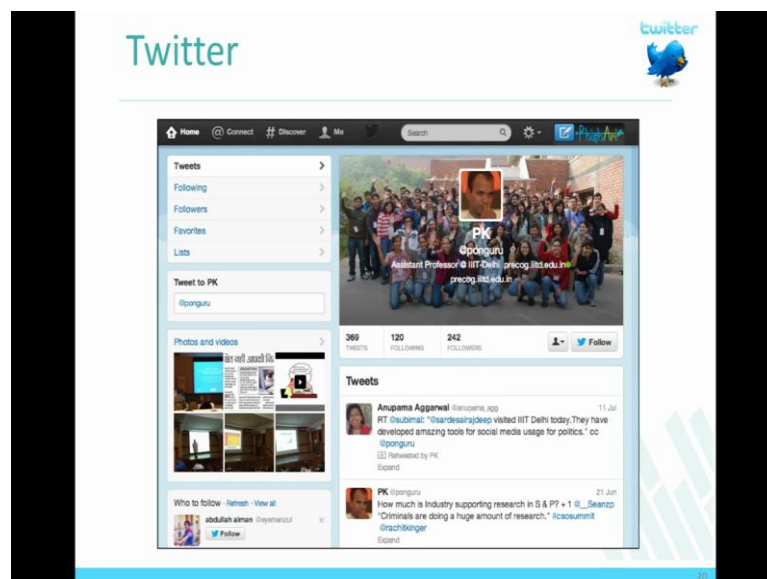 Twitter
twitter
Home @ Connect # Discover Me Search
PhishAri
Tweets
Following
Followers
Favorites
Lists
Tweet to PK
@ponguru
Photos and videos
Who to follow · Refresh · View all
abdullah aiman @eyemanzul
Follow
PK
@ponguru
Assistant Professor @ IIIT-Delhi precog.iiitd.edu.in
precog.iiitd.edu.in
369 120 242
TWEETS FOLLOWING FOLLOWERS
Follow
Tweets
Anupama Aggarwal @anupama_agg 11 Jul
RT @subimal: "@sardesairajdeep visited IIIT Delhi today.They have
developed amazing tools for social media usage for politics." cc
@ponguru
Retweeted by PK
Expand
PK @ponguru 21 Jun
How much is Industry supporting research in S & P? + 1 @__Seanzp
"Criminals are doing a huge amount of research." #csosummit
@rachitkinger
Expand
20